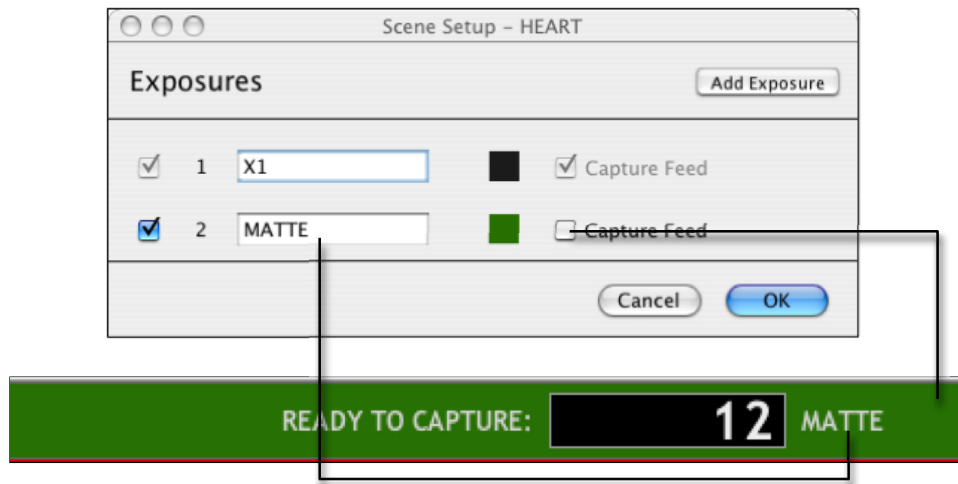 Scene Setup – HEART
Exposures Add Exposure
1 X1 Capture Feed
2 MATTE Capture Feed
Cancel OK
READY TO CAPTURE: 12 MATTE